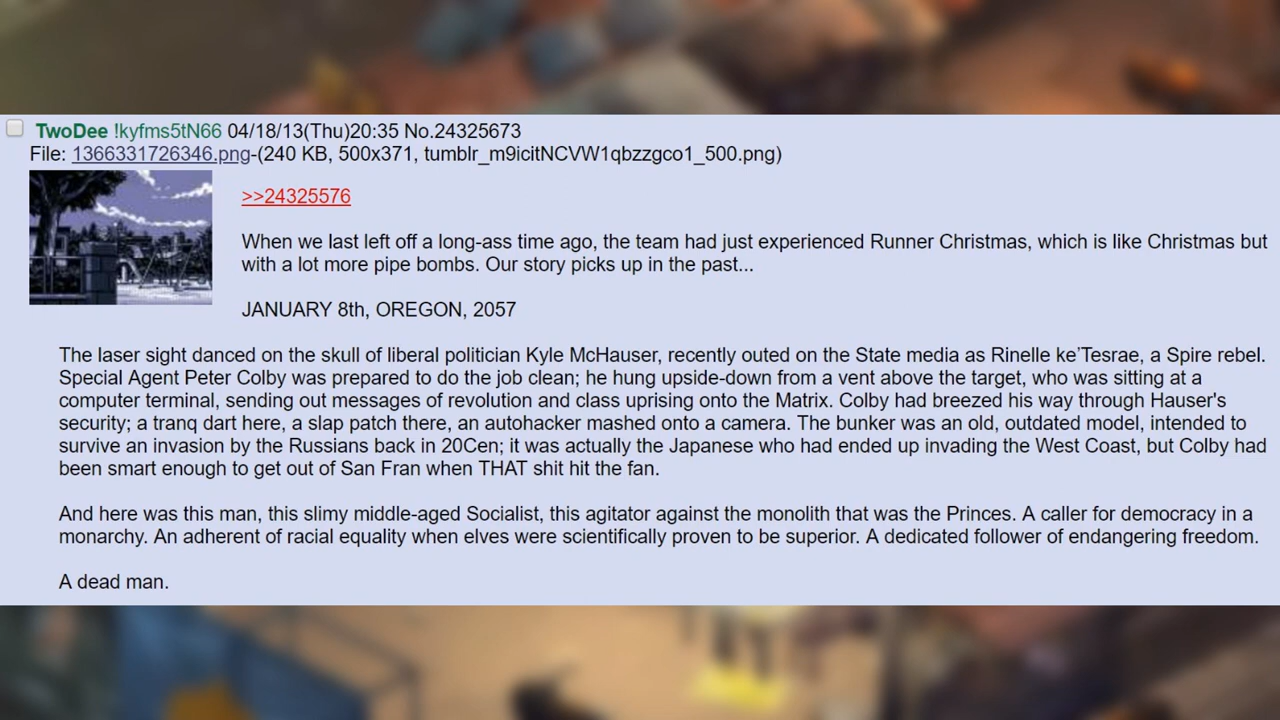 TwoDee !kyfms5tN66 04/18/13(Thu)20:35 No.24325673
File: 1366331726346.png-(240 KB, 500x371, tumblr_m9icitNCVW1qbzzgco1_500.png)
>>24325576
When we last left off a long-ass time ago, the team had just experienced Runner Christmas, which is like Christmas but
with a lot more pipe bombs. Our story picks up in the past...
JANUARY 8th, OREGON, 2057
The laser sight danced on the skull of liberal politician Kyle McHauser, recently outed on the State media as Rinelle ke'Tesrae, a Spire rebel.
Special Agent Peter Colby was prepared to do the job clean; he hung upside-down from a vent above the target, who was sitting at a
computer terminal, sending out messages of revolution and class uprising onto the Matrix. Colby had breezed his way through Hauser's
security; a tranq dart here, a slap patch there, an autohacker mashed onto a camera. The bunker was an old, outdated model, intended to
survive an invasion by the Russians back in 20Cen; it was actually the Japanese who had ended up invading the West Coast, but Colby had
been smart enough to get out of San Fran when THAT shit hit the fan.
And here was this man, this slimy middle-aged Socialist, this agitator against the monolith that was the Princes. A caller for democracy in a
monarchy. An adherent of racial equality when elves were scientifically proven to be superior. A dedicated follower of endangering freedom.
A dead man.